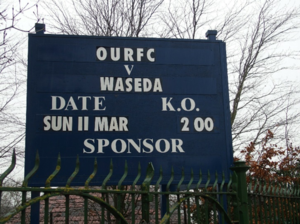 OURFC
V
WASEDA
DATE K.O.
SUN 11 MAR 2 00
SPONSOR